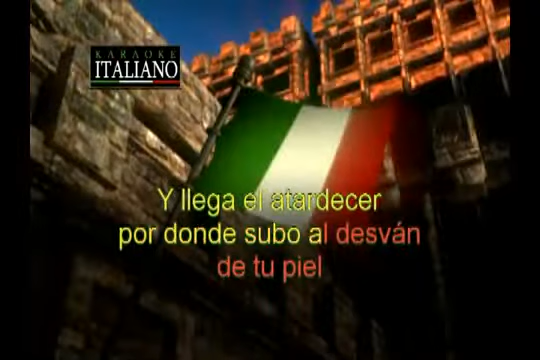 KARAOKE
ITALIANO
Y llega el atardecer
por donde subo al desván
de tu piel